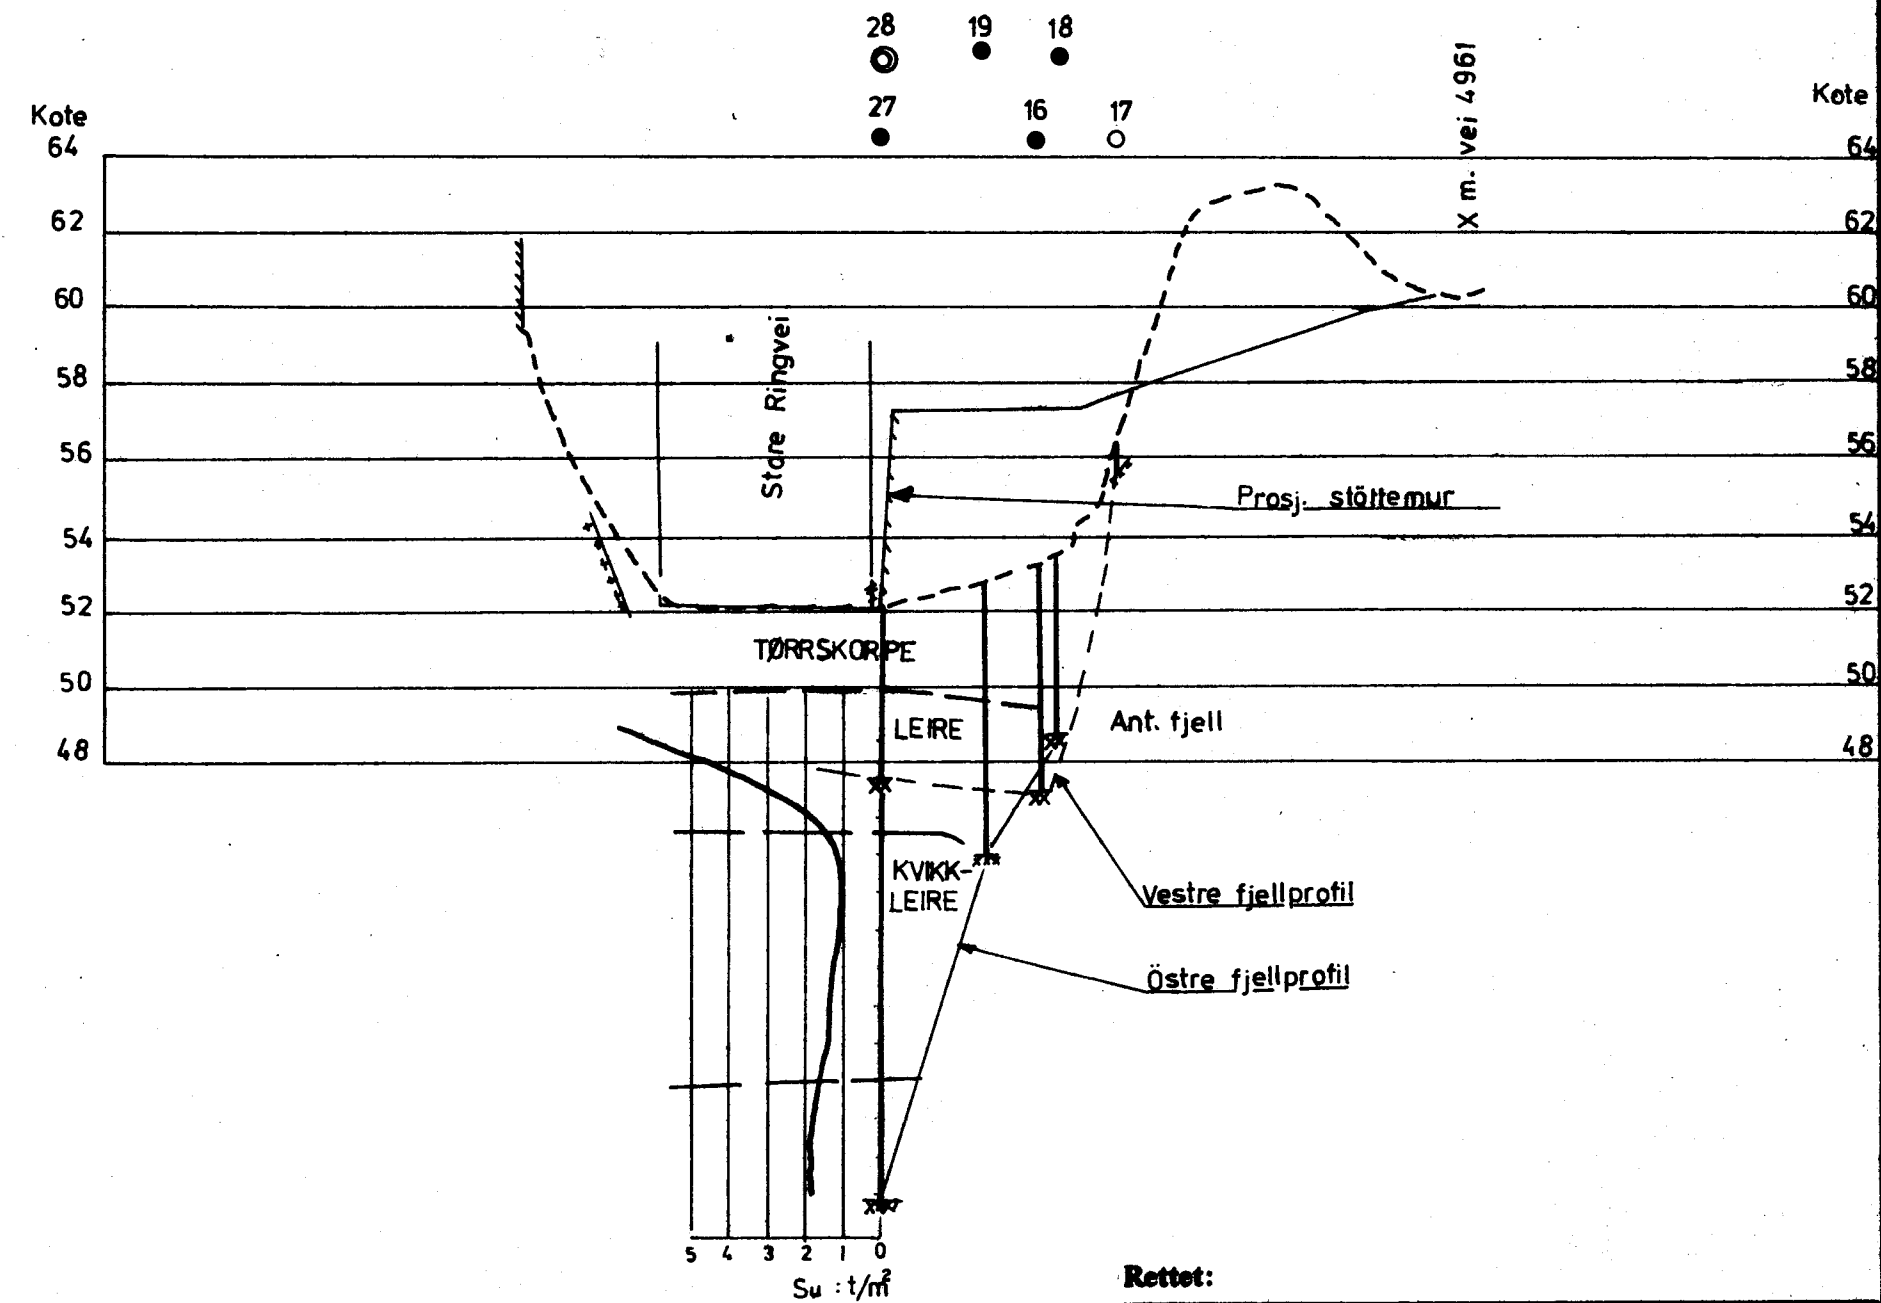 28 19 18
27 16 17
X m. vei 4961
Kote
Kote
64
64
62
62
60
60
58
58
56
56
54
54
52
52
50
50
48
48
Store Ringvei
Prosj. stöttemur
TØRRSKORPE
LEIRE
Ant. fjell
KVIKK-
LEIRE
Vestre fjellprofil
Östre fjellprofil
5 4 3 2 1 0
Su : t/m²
Rettet: